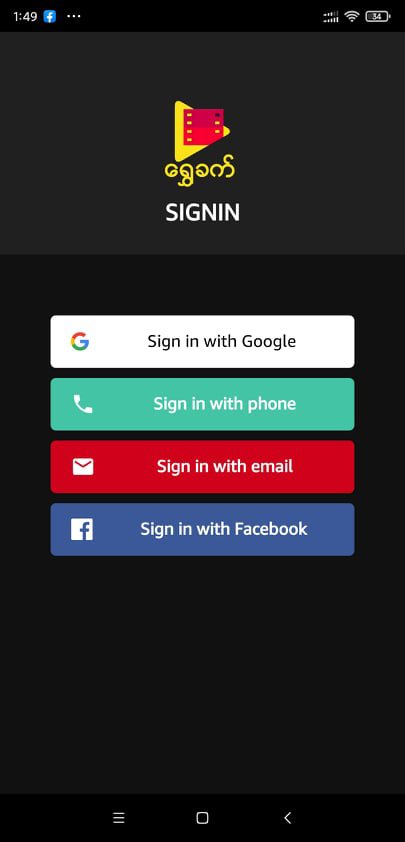 1:49
34
ရွှေခက်
SIGNIN
Sign in with Google
Sign in with phone
Sign in with email
Sign in with Facebook